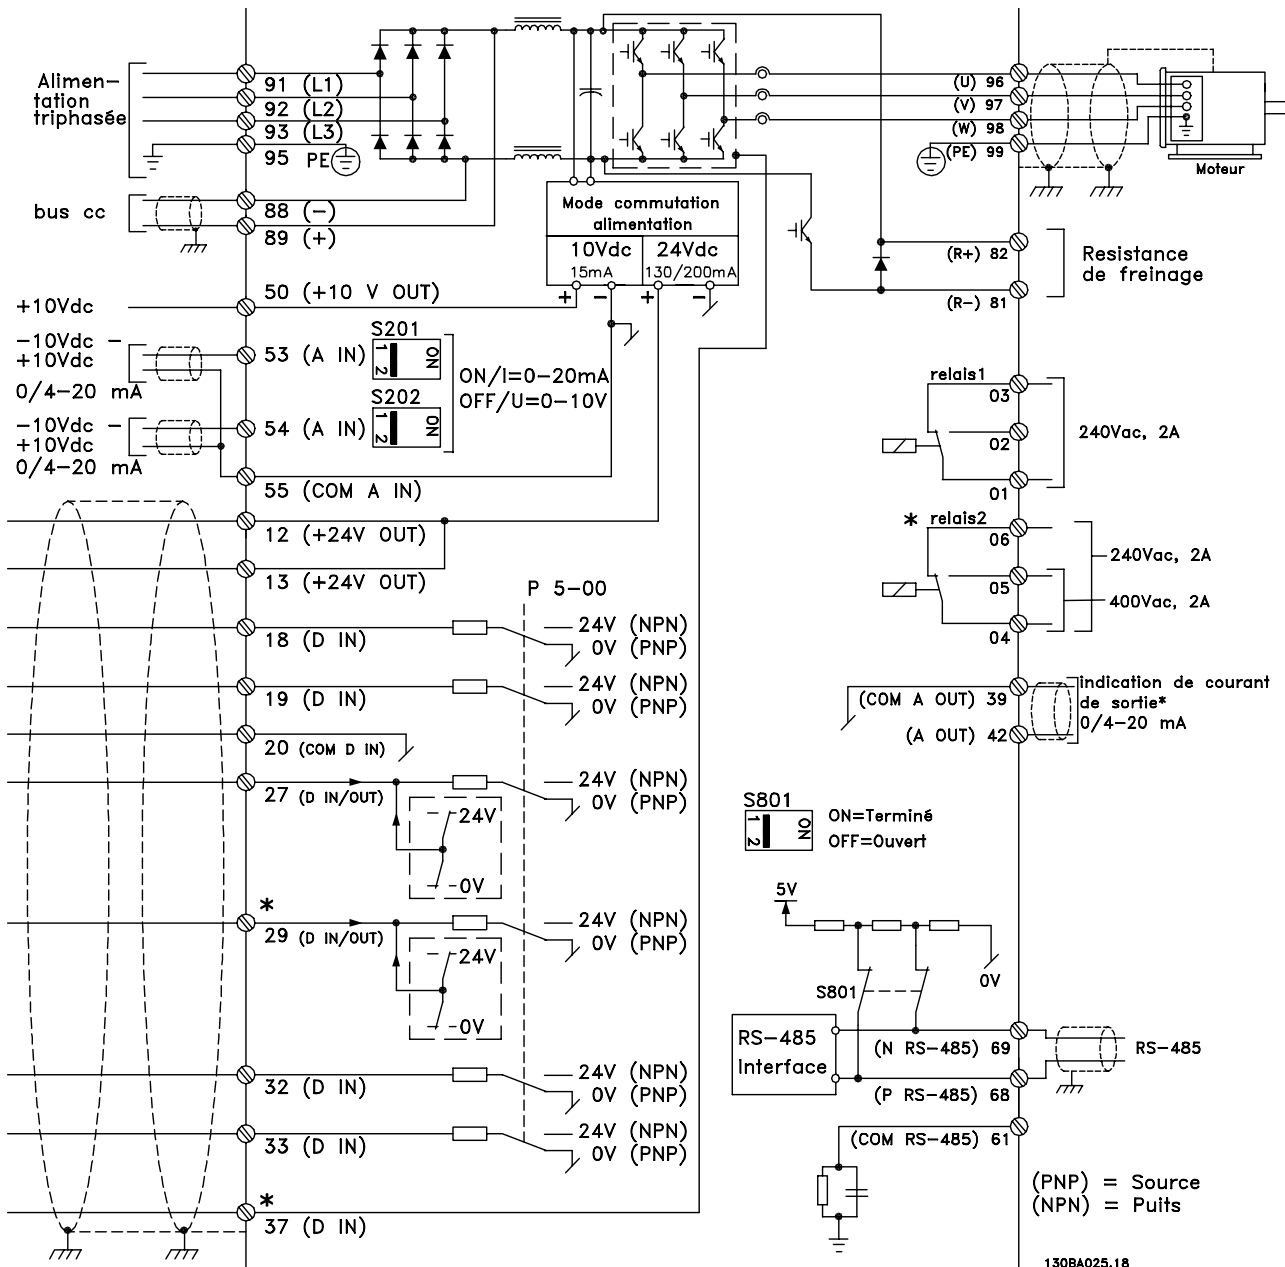 Alimen-
tation
triphasée
91 (L1)
92 (L2)
93 (L3)
95 PE
bus cc
88 (-)
89 (+)
+10Vdc
50 (+10 V OUT)
-10Vdc -
+10Vdc
0/4-20 mA
53 (A IN)
S201
1
2
ON
ON/I=0-20mA
OFF/U=0-10V
S202
1
2
ON
-10Vdc -
+10Vdc
0/4-20 mA
54 (A IN)
55 (COM A IN)
12 (+24V OUT)
13 (+24V OUT)
P 5-00
18 (D IN)
24V (NPN)
0V (PNP)
19 (D IN)
24V (NPN)
0V (PNP)
20 (COM D IN)
27 (D IN/OUT)
24V (NPN)
0V (PNP)
24V
0V
*
29 (D IN/OUT)
24V (NPN)
0V (PNP)
24V
0V
32 (D IN)
24V (NPN)
0V (PNP)
33 (D IN)
24V (NPN)
0V (PNP)
*
37 (D IN)
Mode commutation
alimentation
10Vdc
15mA
24Vdc
130/200mA
+ - + -
(U) 96
(V) 97
(W) 98
(PE) 99
Moteur
(R+) 82
(R-) 81
Resistance
de freinage
relais1
03
02
01
240Vac, 2A
* relais2
06
05
04
240Vac, 2A
400Vac, 2A
(COM A OUT) 39
(A OUT) 42
indication de courant
de sortie*
0/4-20 mA
S801
1
2
ON
ON=Terminé
OFF=Ouvert
5V
0V
S801
RS-485
Interface
(N RS-485) 69
(P RS-485) 68
(COM RS-485) 61
RS-485
(PNP) = Source
(NPN) = Puits
130BA025.18